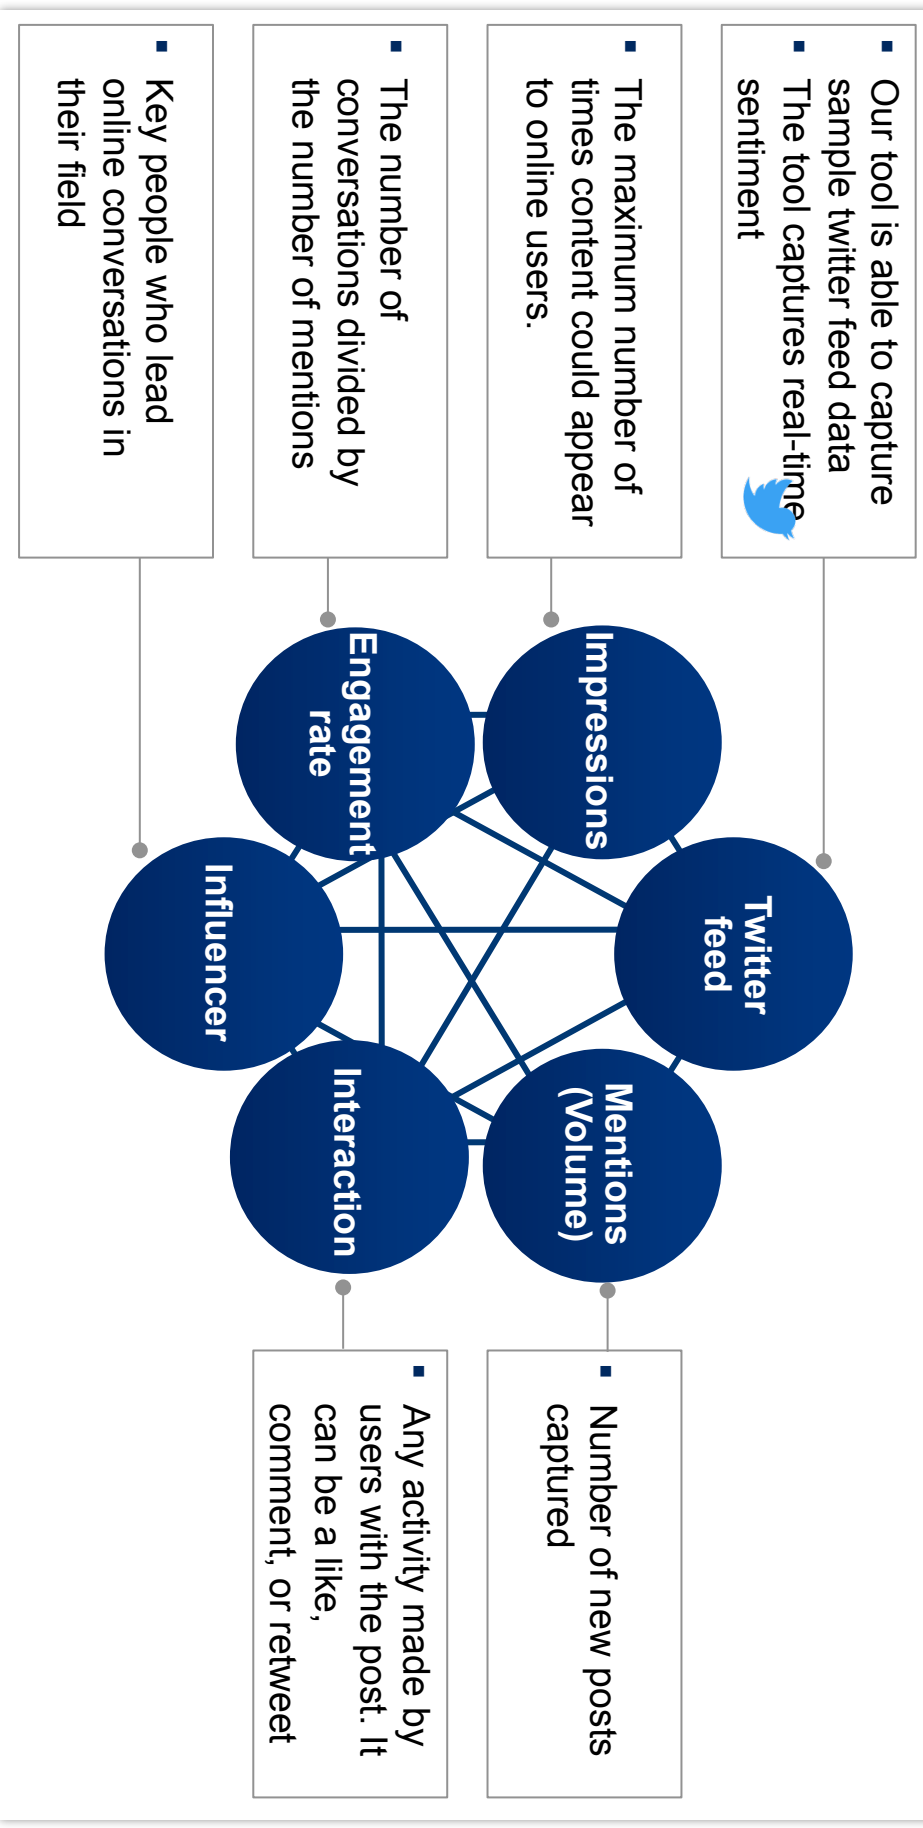 Our tool is able to capture
sample twitter feed data
The tool captures real-time
sentiment
The maximum number of
times content could appear
to online users.
The number of
conversations divided by
the number of mentions
Key people who lead
online conversations in
their field
Twitter
feed
Impressions
Mentions
(Volume)
Engagement
rate
Interaction
Influencer
Number of new posts
captured
Any activity made by
users with the post. It
can be a like,
comment, or retweet